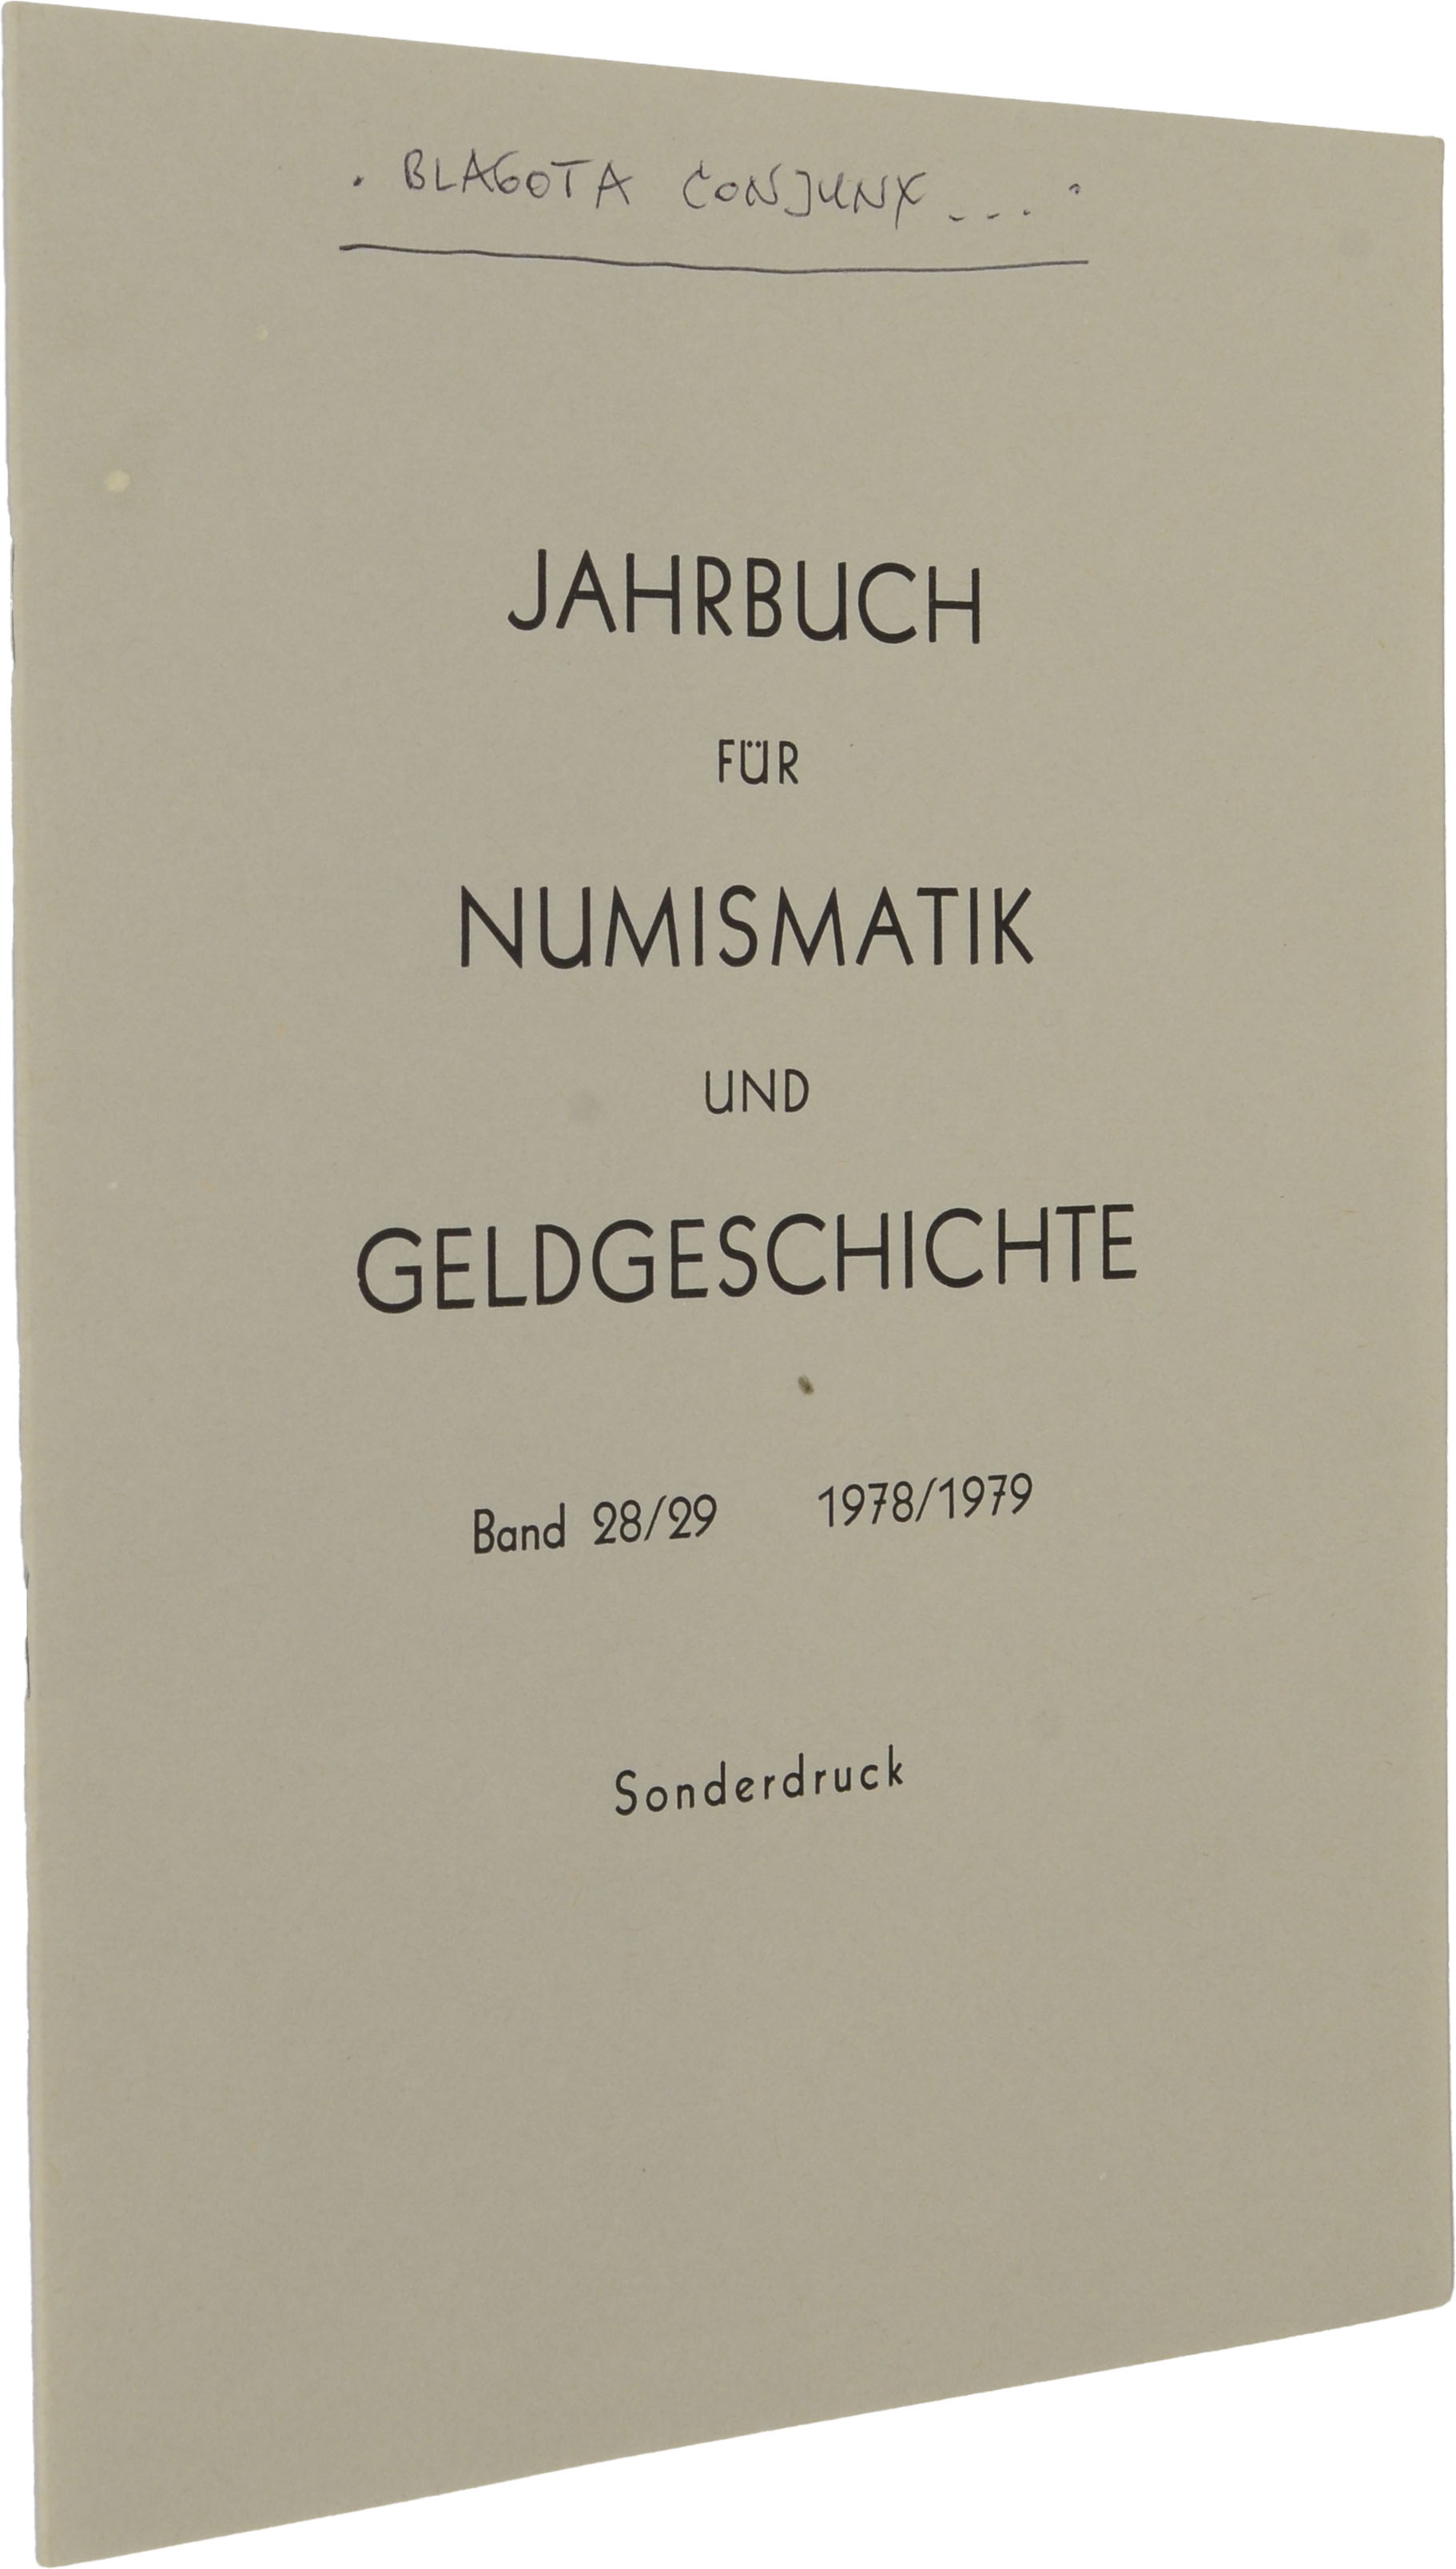 . BLAGOTA CONJUNX ....
JAHRBUCH
FÜR
NUMISMATIK
UND
GELDGESCHICHTE
Band 28/29 1978/1979
Sonderdruck